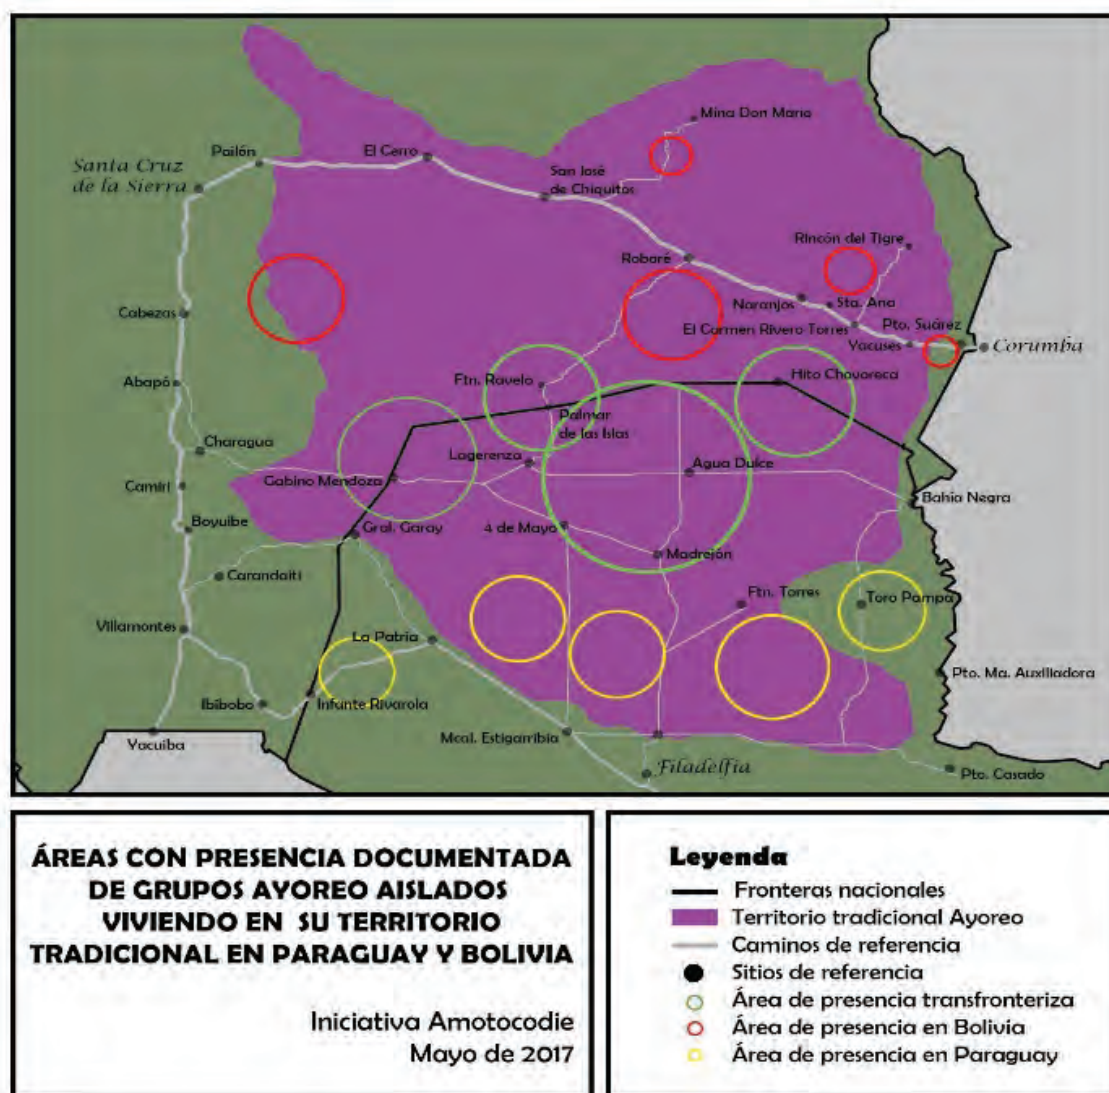 Mina Don Mario
Pailón
El Cerro
Santa Cruz
de la Sierra
San José
de Chiquitos
Rincón del Tigre
Robaré
Cabezas
Naranjos
Sta. Ana
El Carmen Rivero Torres
Pto. Suárez
Yacuses
Corumba
Abapó
Ftn. Ravelo
Hito Chovoreca
Palmar
de las Islas
Charagua
Lagerenza
Agua Dulce
Camiri
Gabino Mendoza
Bahia Negra
Boyuibe
Gral. Garay
4 de Mayo
Madrejón
Carandaiti
Ftn. Torres
Toro Pampa
Villamontes
La Patria
Pto. Ma. Auxiliadora
Ibibobo
Infante Rivarola
Yacuiba
Mcal. Estigarribia
Filadelfia
Pto. Casado
ÁREAS CON PRESENCIA DOCUMENTADA
DE GRUPOS AYOREO AISLADOS
VIVIENDO EN SU TERRITORIO
TRADICIONAL EN PARAGUAY Y BOLIVIA
Iniciativa Amotocodie
Mayo de 2017
Leyenda
Fronteras nacionales
Territorio tradicional Ayoreo
Caminos de referencia
Sitios de referencia
Área de presencia transfronteriza
Área de presencia en Bolivia
Área de presencia en Paraguay